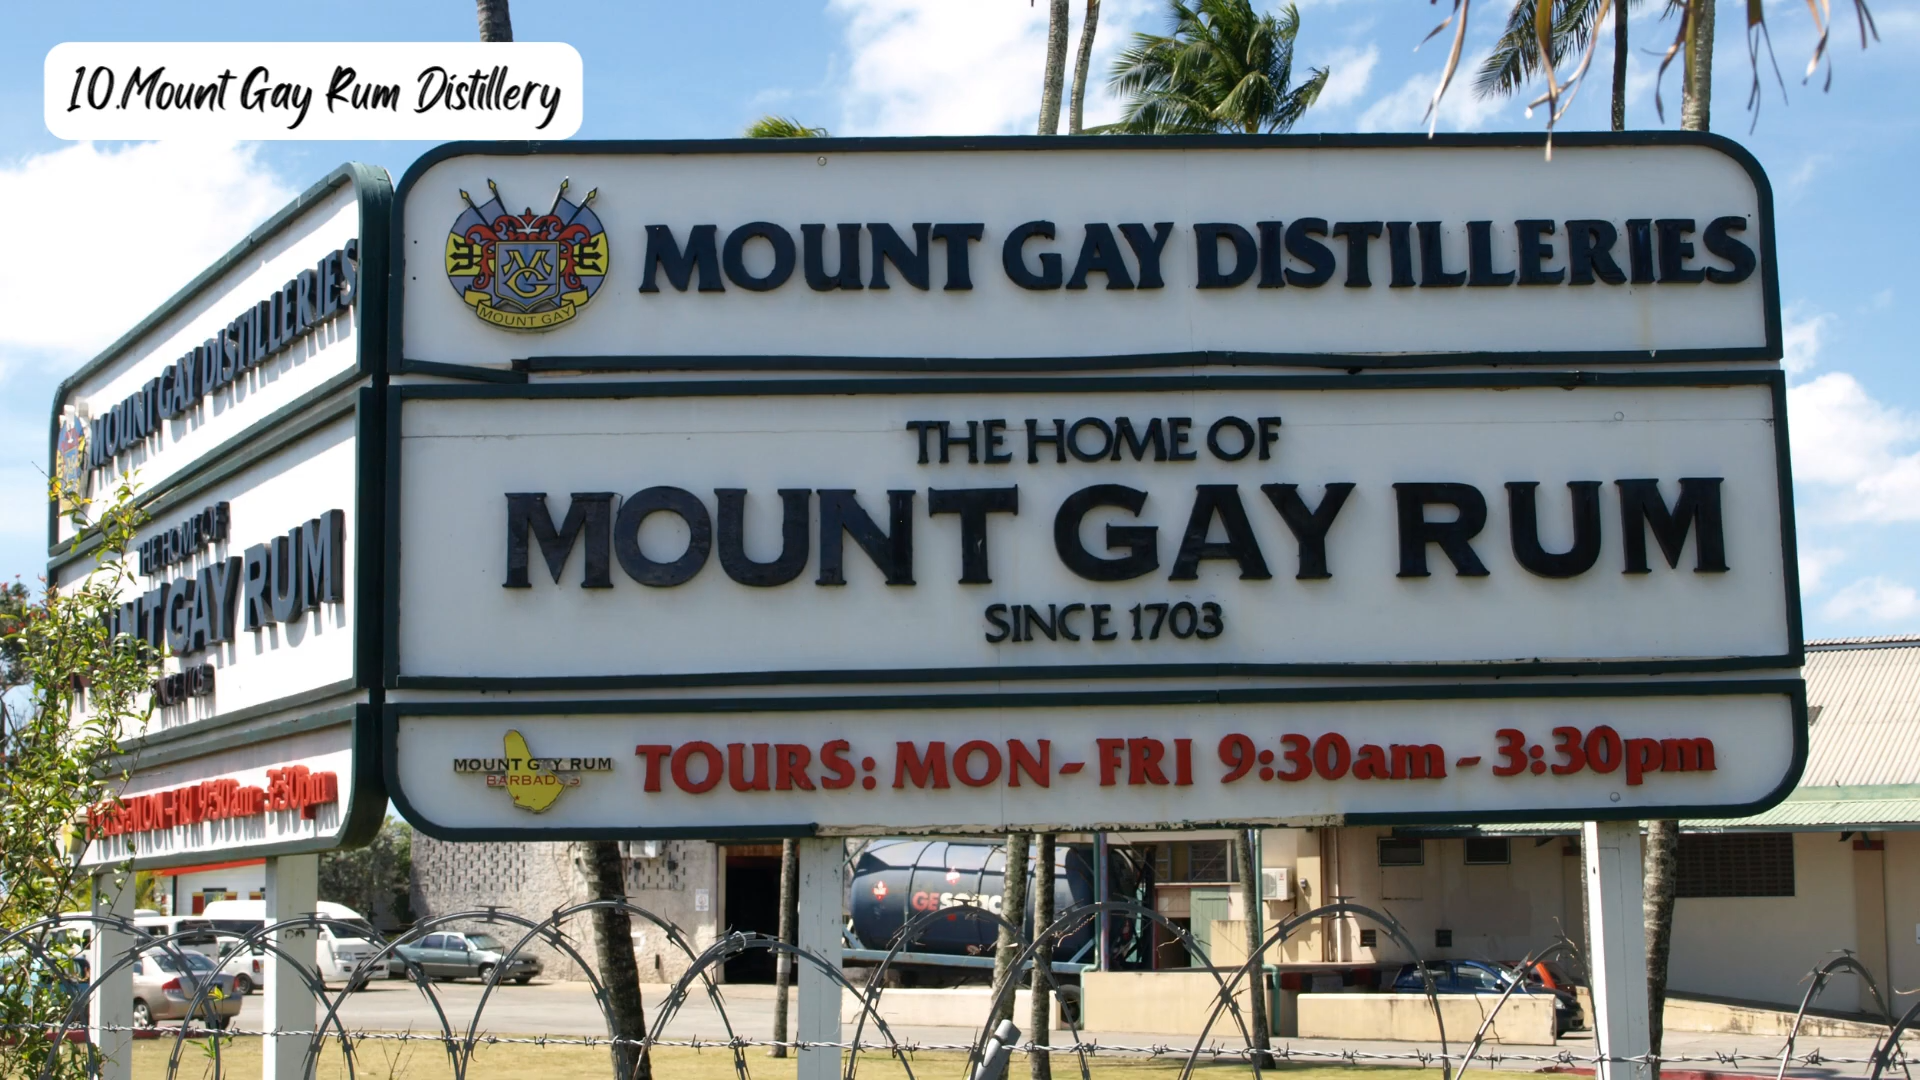 10.Mount Gay Rum Distillery
MOUNT GAY DISTILLERIES
MOUNT GAY
THE HOME OF
MOUNT GAY RUM
SINCE 1703
MOUNT GAY RUM
BARBADOS
TOURS: MON - FRI 9:30am - 3:30pm
MOUNT GAY DISTILLERIES
THE HOME OF
GAY RUM